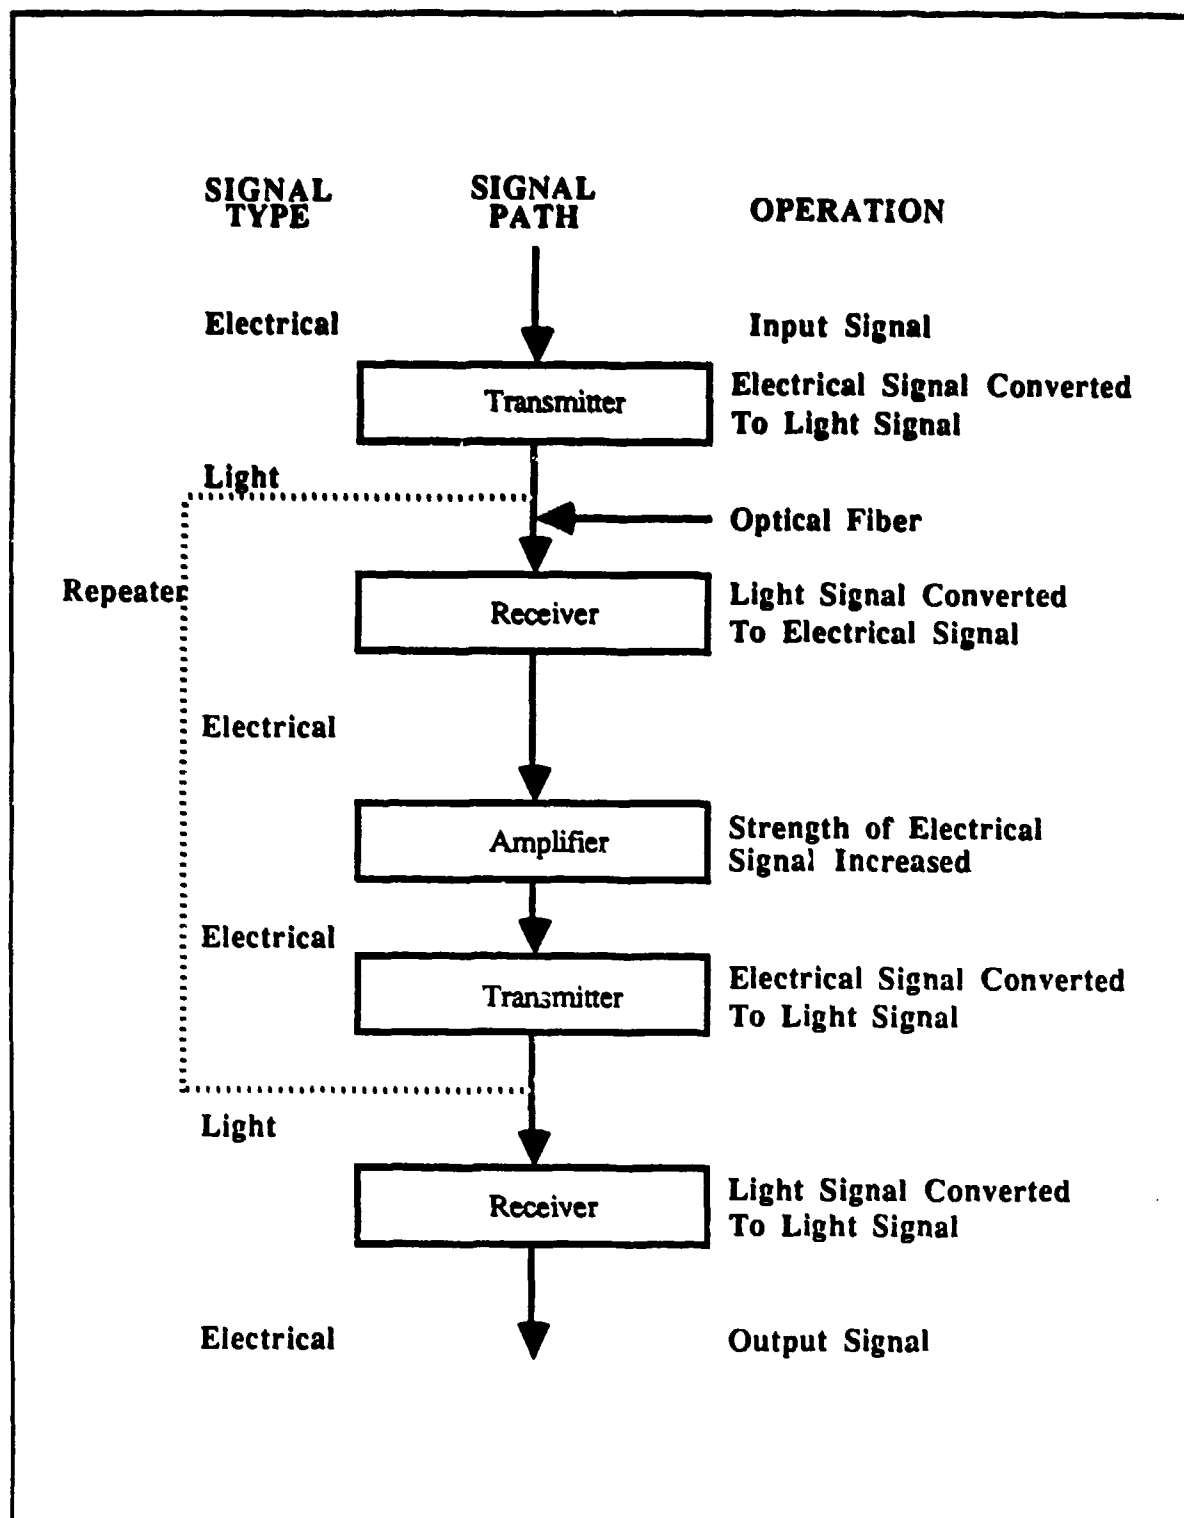 SIGNAL TYPE
SIGNAL PATH
OPERATION
Electrical
Input Signal
Transmitter
Electrical Signal Converted
To Light Signal
Light
Optical Fiber
Repeater
Receiver
Light Signal Converted
To Electrical Signal
Electrical
Amplifier
Strength of Electrical
Signal Increased
Electrical
Transmitter
Electrical Signal Converted
To Light Signal
Light
Receiver
Light Signal Converted
To Light Signal
Electrical
Output Signal